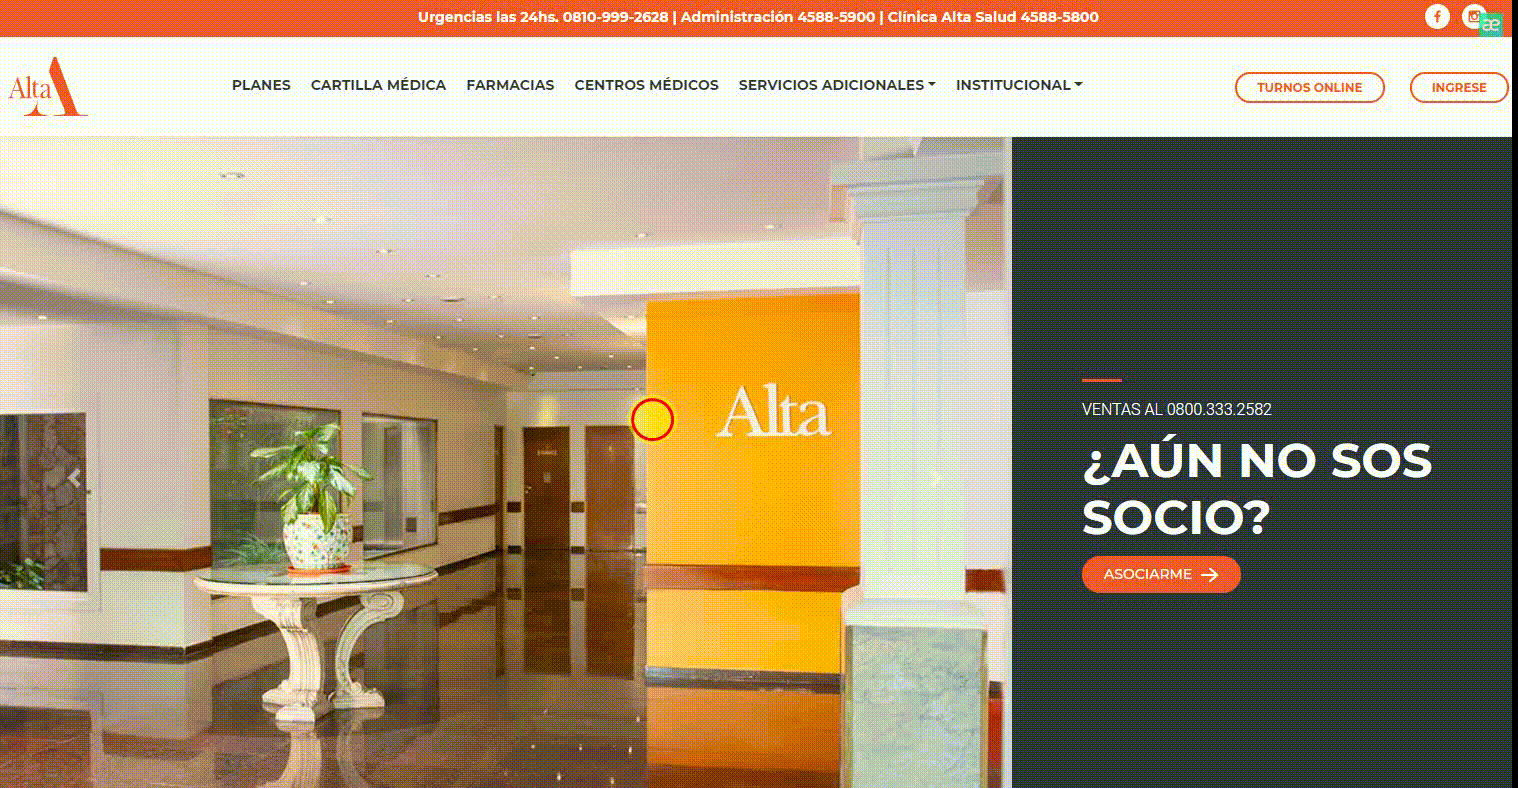 Urgencias las 24hs. 0810-999-2628 | Administración 4588-5900 | Clínica Alta Salud 4588-5800
æ
Alta
PLANES CARTILLA MÉDICA FARMACIAS CENTROS MÉDICOS SERVICIOS ADICIONALES INSTITUCIONAL
TURNOS ONLINE INGRESE
Alta
VENTAS AL 0800.333.2582
¿AÚN NO SOS
SOCIO?
ASOCIARME →